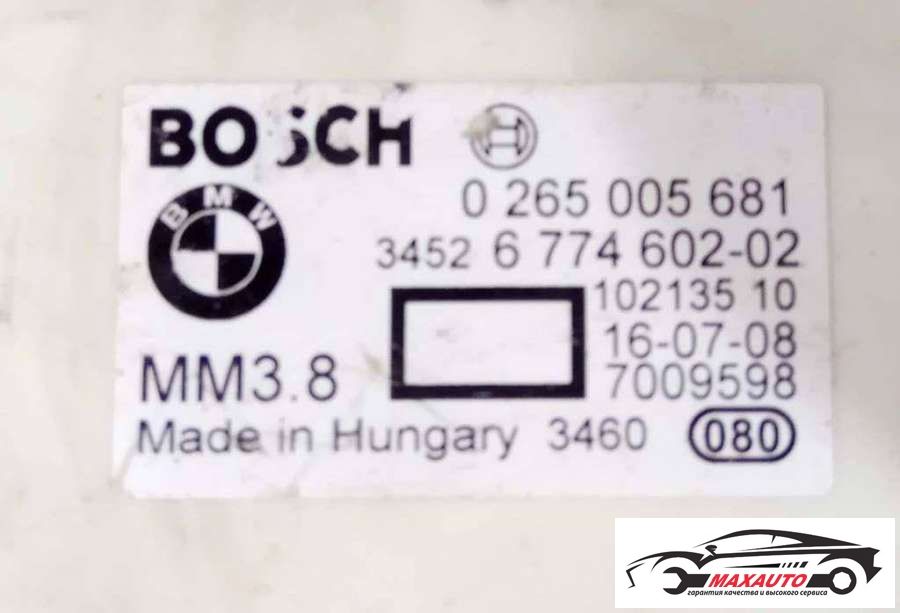 BOSCH
BMW
0 265 005 681
3452 6 774 602-02
102135 10
16-07-08
7009598
MM3.8
Made in Hungary 3460 080
MAXAUTO
гарантия качества и высокого сервиса